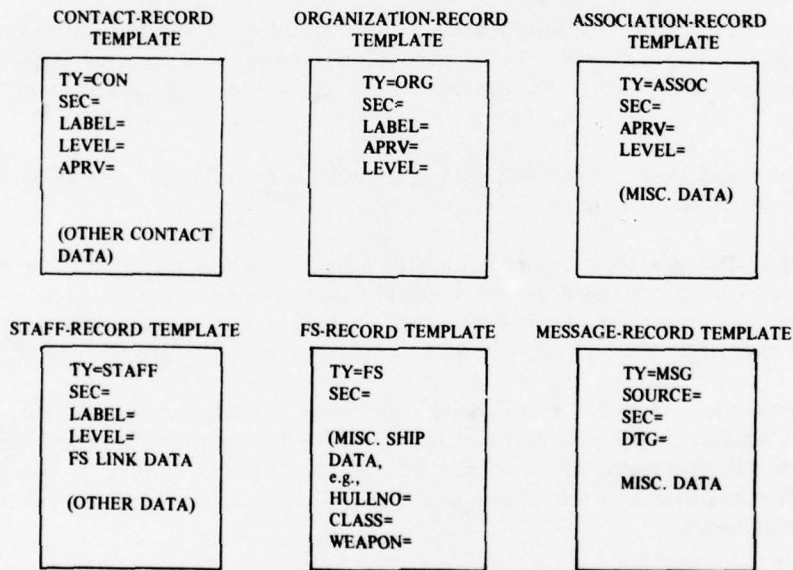 CONTACT-RECORD
TEMPLATE
TY=CON
SEC=
LABEL=
LEVEL=
APRV=
(OTHER CONTACT
DATA)
ORGANIZATION-RECORD
TEMPLATE
TY=ORG
SEC=
LABEL=
APRV=
LEVEL=
ASSOCIATION-RECORD
TEMPLATE
TY=ASSOC
SEC=
APRV=
LEVEL=
(MISC. DATA)
STAFF-RECORD TEMPLATE
TY=STAFF
SEC=
LABEL=
LEVEL=
FS LINK DATA
(OTHER DATA)
FS-RECORD TEMPLATE
TY=FS
SEC=
(MISC. SHIP
DATA,
e.g.,
HULLNO=
CLASS=
WEAPON=
MESSAGE-RECORD TEMPLATE
TY=MSG
SOURCE=
SEC=
DTG=
MISC. DATA